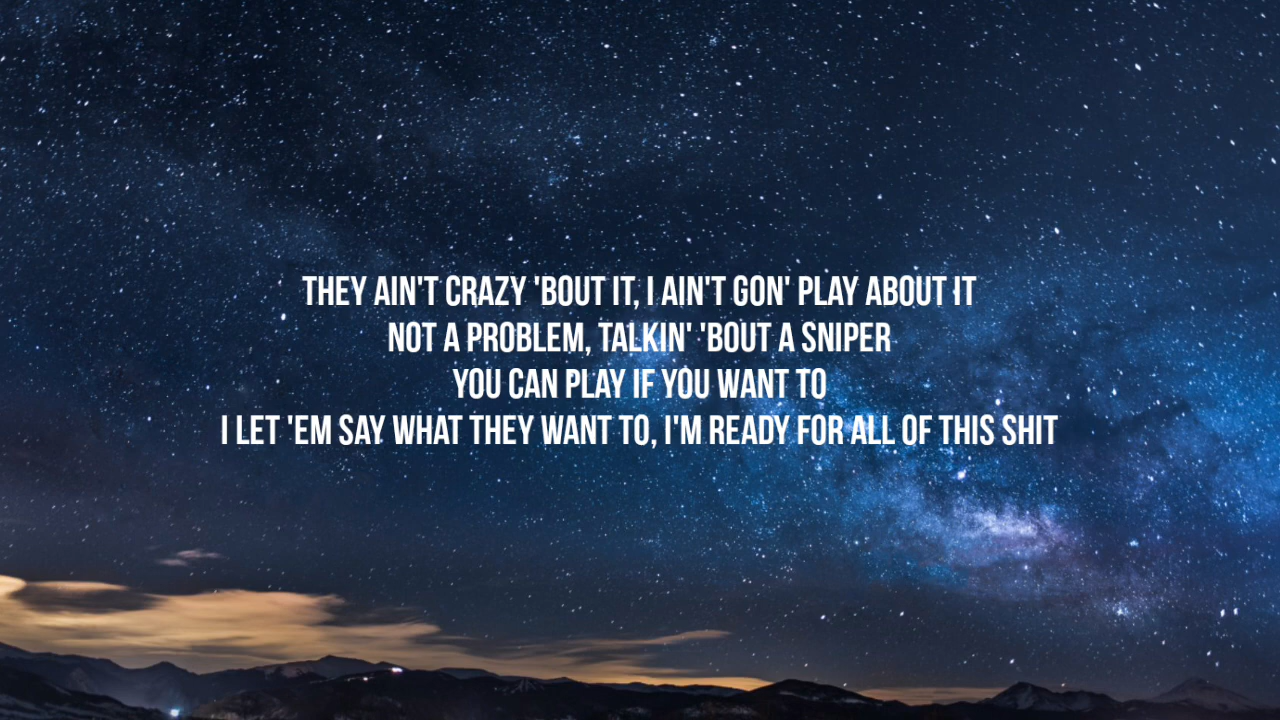 THEY AIN'T CRAZY 'BOUT IT, I AIN'T GON' PLAY ABOUT IT
NOT A PROBLEM, TALKIN' 'BOUT A SNIPER
YOU CAN PLAY IF YOU WANT TO
I LET 'EM SAY WHAT THEY WANT TO, I'M READY FOR ALL OF THIS SHIT